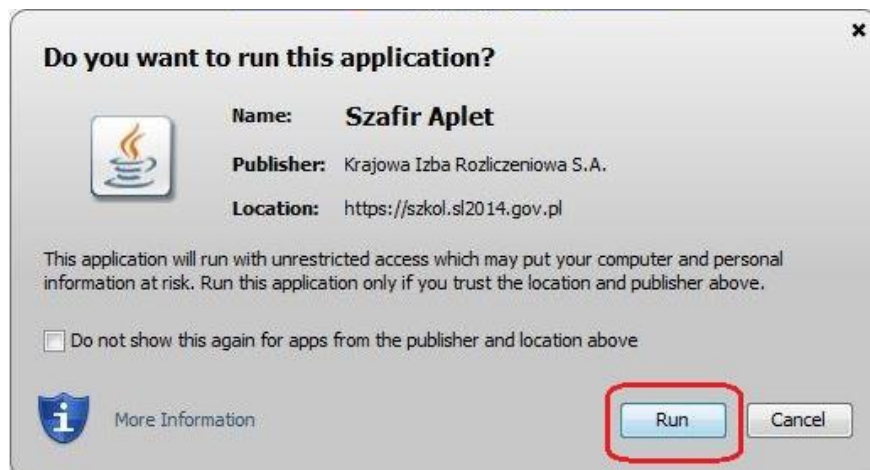 Do you want to run this application?
Name: Szafir Aplet
Publisher: Krajowa Izba Rozliczeniowa S.A.
Location: https://szkol.sl2014.gov.pl
This application will run with unrestricted access which may put your computer and personal
information at risk. Run this application only if you trust the location and publisher above.
Do not show this again for apps from the publisher and location above
More Information
Run
Cancel